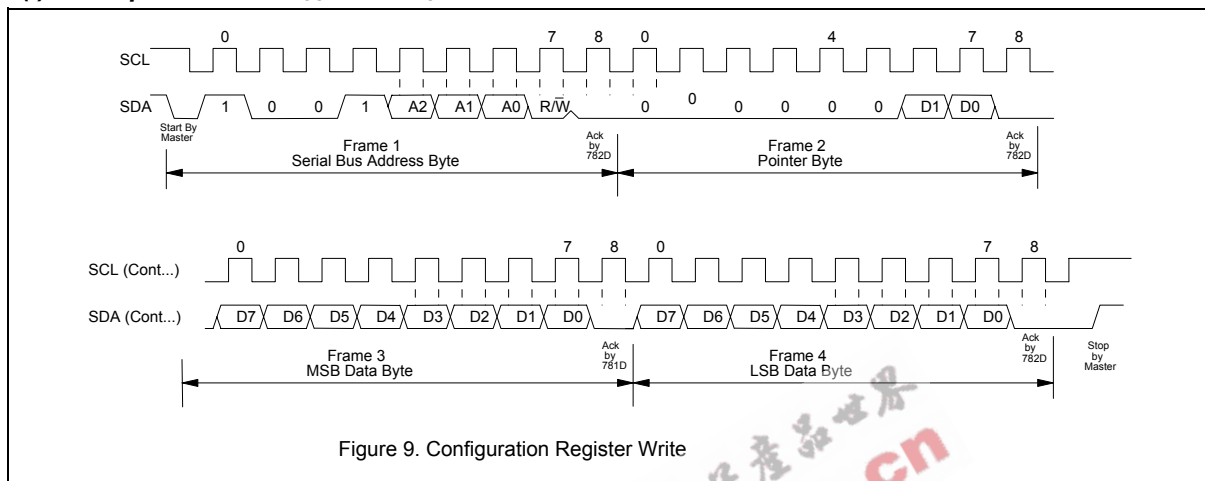 0 7 8 0 4 7 8
SCL
SDA 1 0 0 1 A2 A1 A0 R/W̅ 0 0 0 0 0 0 D1 D0
Start By
Master
Frame 1
Serial Bus Address Byte
Ack
by
782D
Frame 2
Pointer Byte
Ack
by
782D
0 7 8 0 7 8
SCL (Cont...)
SDA (Cont...) D7 D6 D5 D4 D3 D2 D1 D0 D7 D6 D5 D4 D3 D2 D1 D0
Frame 3
MSB Data Byte
Ack
by
781D
Frame 4
LSB Data Byte
Ack
by
782D
Stop
by
Master
Figure 9. Configuration Register Write
產品世界
cn